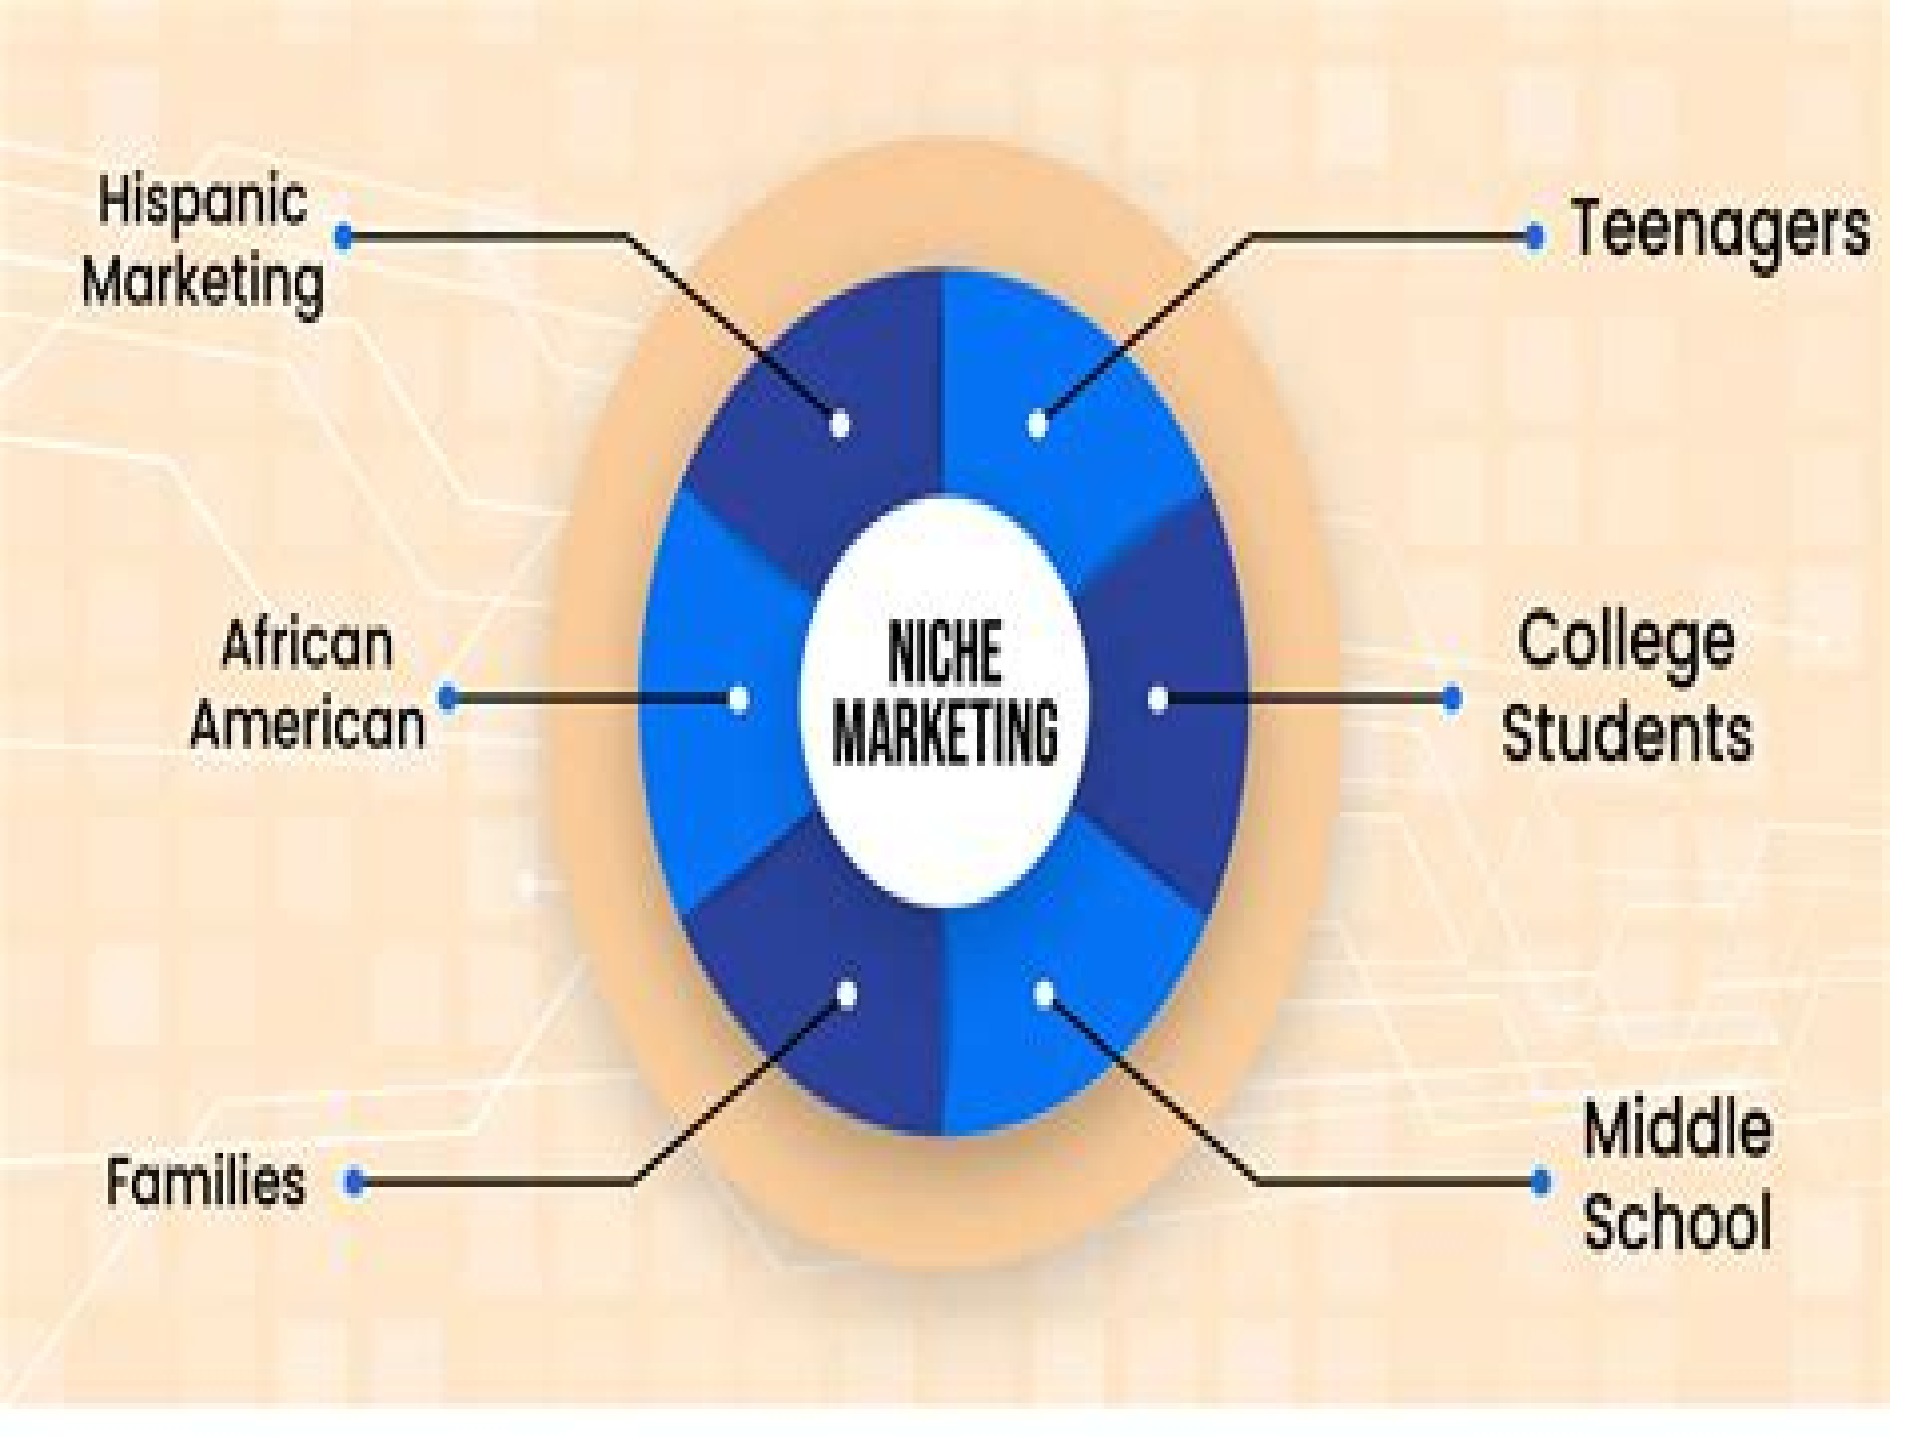 Hispanic
Marketing
Teenagers
African
American
NICHE
MARKETING
College
Students
Families
Middle
School